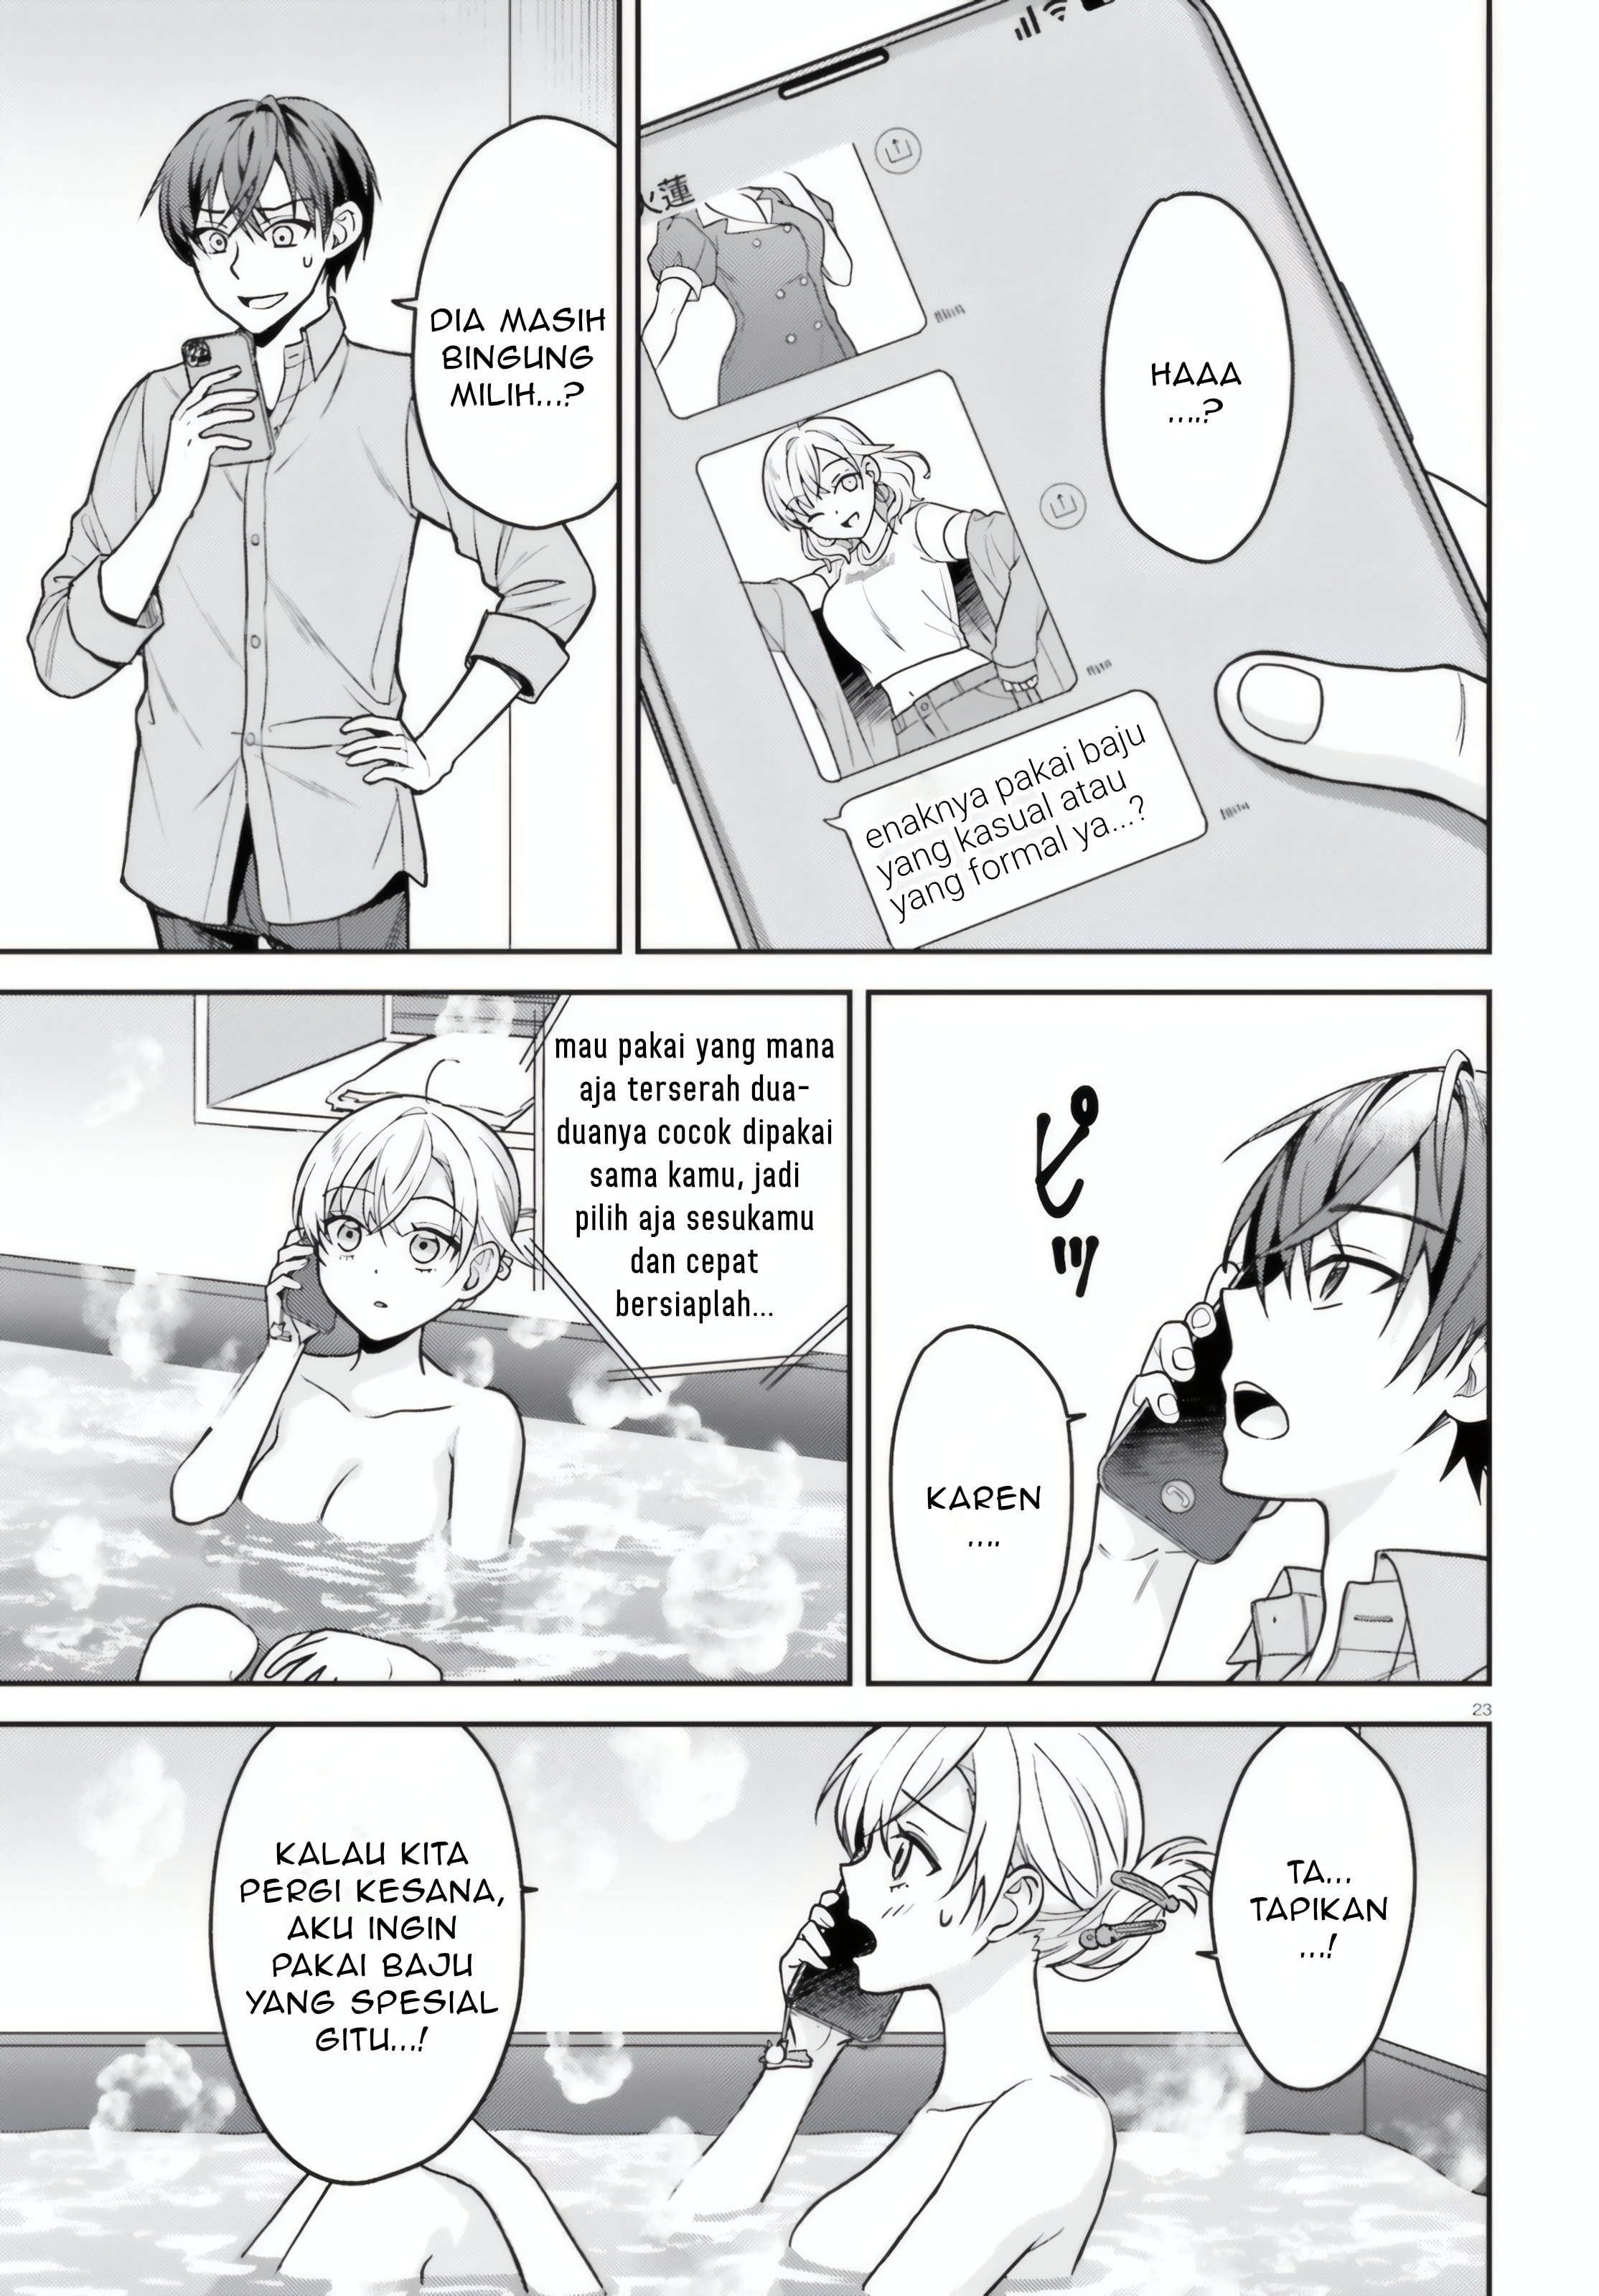 火蓮
HAAA
....?
enaknya pakai baju
yang kasual atau
yang formal ya...?
DIA MASIH
BINGUNG
MILIH...?
ピッ
KAREN
....
mau pakai yang mana
aja terserah dua-
duanya cocok dipakai
sama kamu, jadi
pilih aja sesukamu
dan cepat
bersiaplah...
23
TA...
TAPIKAN
...!
KALAU KITA
PERGI KESANA,
AKU INGIN
PAKAI BAJU
YANG SPESIAL
GITU...!